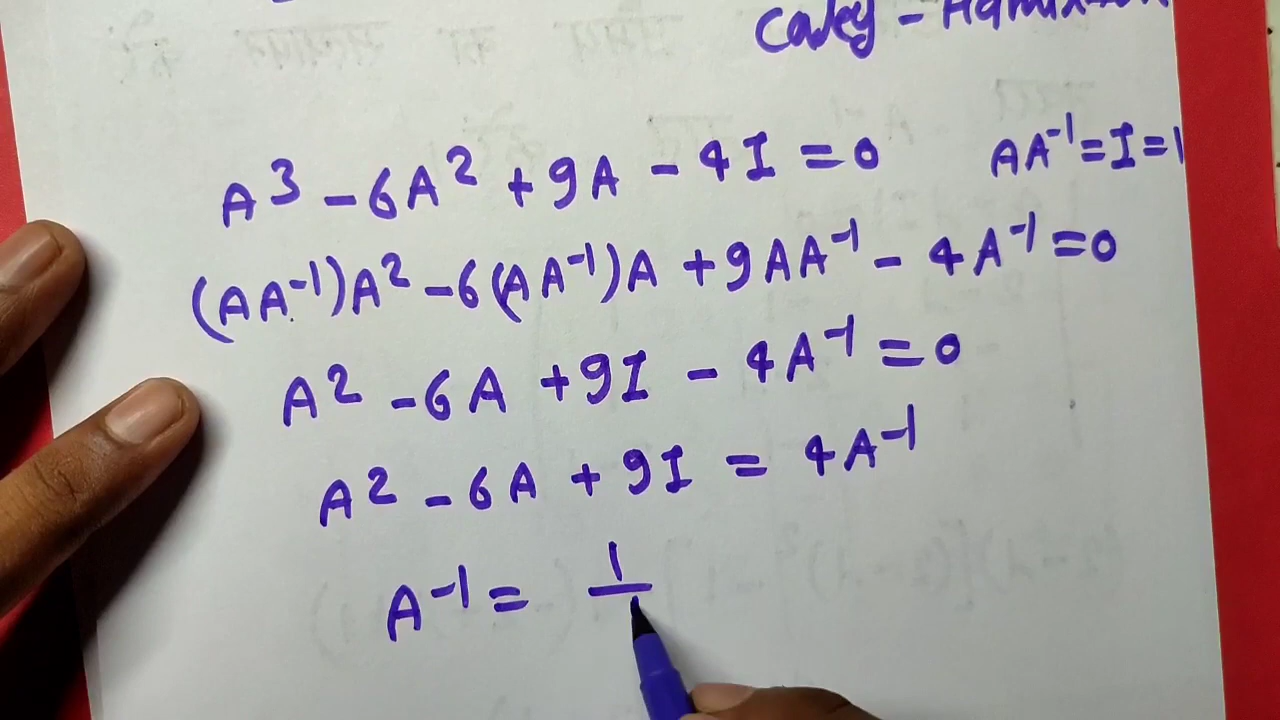 Caley - Hamilton
A³ - 6A² + 9A - 4I = 0 AA⁻¹ = I = 1
(AA⁻¹)A² - 6(AA⁻¹)A + 9AA⁻¹ - 4A⁻¹ = 0
A² - 6A + 9I - 4A⁻¹ = 0
A² - 6A + 9I = 4A⁻¹
A⁻¹ = 1